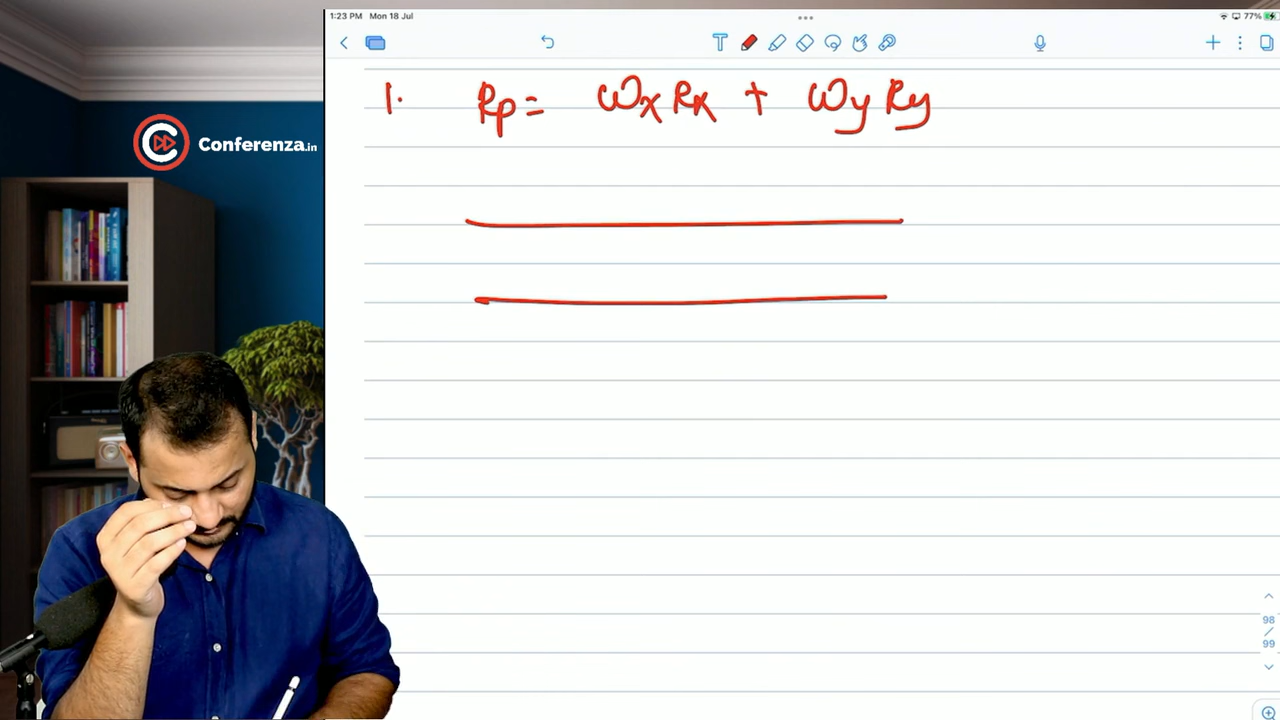 1:23 PM Mon 18 Jul
77%
T
1. Rp = ωx Rx + ωy Ry
Conferenza.in
98
/
99